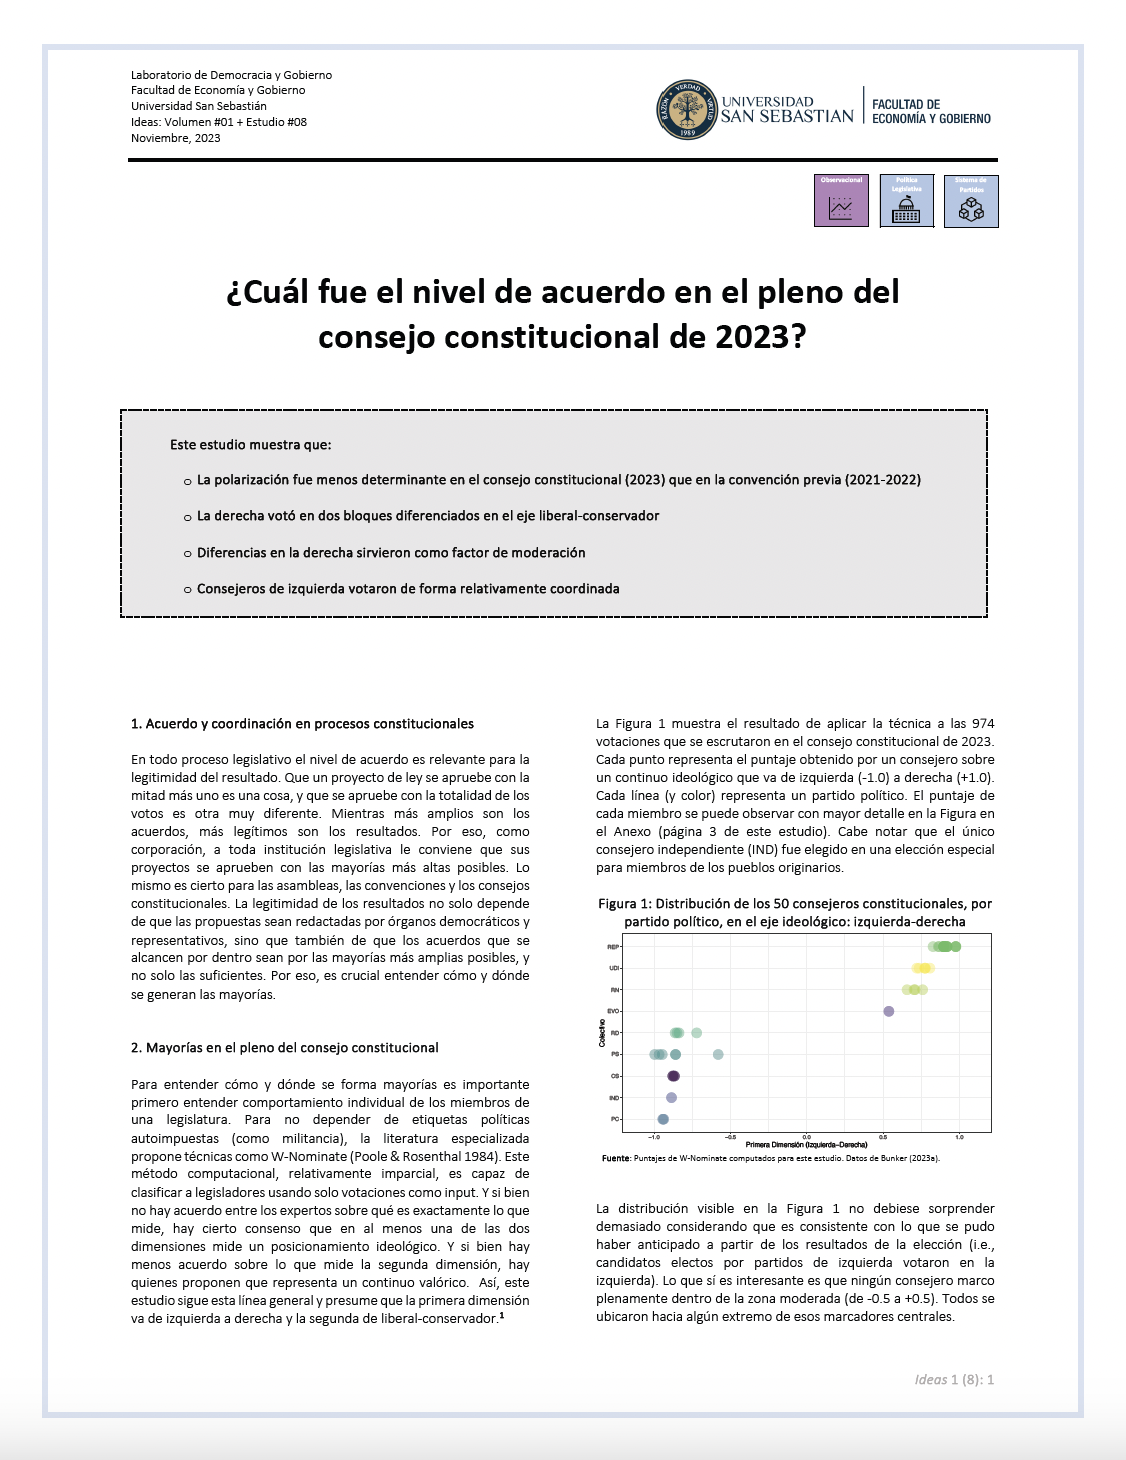 Laboratorio de Democracia y Gobierno
Facultad de Economía y Gobierno
Universidad San Sebastián
Ideas: Volumen #01 + Estudio #08
Noviembre, 2023
RAZÓN • VERDAD • VIRTUD
1989
UNIVERSIDAD
SAN SEBASTIAN
FACULTAD DE
ECONOMÍA Y GOBIERNO
Observacional
Política
Legislativa
Sistema de
Partidos
¿Cuál fue el nivel de acuerdo en el pleno del
consejo constitucional de 2023?
Este estudio muestra que:
o La polarización fue menos determinante en el consejo constitucional (2023) que en la convención previa (2021-2022)
o La derecha votó en dos bloques diferenciados en el eje liberal-conservador
o Diferencias en la derecha sirvieron como factor de moderación
o Consejeros de izquierda votaron de forma relativamente coordinada
1. Acuerdo y coordinación en procesos constitucionales
En todo proceso legislativo el nivel de acuerdo es relevante para la
legitimidad del resultado. Que un proyecto de ley se apruebe con la
mitad más uno es una cosa, y que se apruebe con la totalidad de los
votos es otra muy diferente. Mientras más amplios son los
acuerdos, más legítimos son los resultados. Por eso, como
corporación, a toda institución legislativa le conviene que sus
proyectos se aprueben con las mayorías más altas posibles. Lo
mismo es cierto para las asambleas, las convenciones y los consejos
constitucionales. La legitimidad de los resultados no solo depende
de que las propuestas sean redactadas por órganos democráticos y
representativos, sino que también de que los acuerdos que se
alcancen por dentro sean por las mayorías más amplias posibles, y
no solo las suficientes. Por eso, es crucial entender cómo y dónde
se generan las mayorías.
2. Mayorías en el pleno del consejo constitucional
Para entender cómo y dónde se forma mayorías es importante
primero entender comportamiento individual de los miembros de
una legislatura. Para no depender de etiquetas políticas
autoimpuestas (como militancia), la literatura especializada
propone técnicas como W-Nominate (Poole & Rosenthal 1984). Este
método computacional, relativamente imparcial, es capaz de
clasificar a legisladores usando solo votaciones como input. Y si bien
no hay acuerdo entre los expertos sobre qué es exactamente lo que
mide, hay cierto consenso que en al menos una de las dos
dimensiones mide un posicionamiento ideológico. Y si bien hay
menos acuerdo sobre lo que mide la segunda dimensión, hay
quienes proponen que representa un continuo valórico. Así, este
estudio sigue esta línea general y presume que la primera dimensión
va de izquierda a derecha y la segunda de liberal-conservador.¹
La Figura 1 muestra el resultado de aplicar la técnica a las 974
votaciones que se escrutaron en el consejo constitucional de 2023.
Cada punto representa el puntaje obtenido por un consejero sobre
un continuo ideológico que va de izquierda (-1.0) a derecha (+1.0).
Cada línea (y color) representa un partido político. El puntaje de
cada miembro se puede observar con mayor detalle en la Figura en
el Anexo (página 3 de este estudio). Cabe notar que el único
consejero independiente (IND) fue elegido en una elección especial
para miembros de los pueblos originarios.
Figura 1: Distribución de los 50 consejeros constitucionales, por
partido político, en el eje ideológico: izquierda-derecha
Colectivo
REP
UDI
RN
EVO
RD
PS
CS
IND
PC
−1.0 −0.5 0.0 0.5 1.0
Primera Dimensión (Izquierda−Derecha)
Fuente: Puntajes de W-Nominate computados para este estudio. Datos de Bunker (2023a).
La distribución visible en la Figura 1 no debiese sorprender
demasiado considerando que es consistente con lo que se pudo
haber anticipado a partir de los resultados de la elección (i.e.,
candidatos electos por partidos de izquierda votaron en la
izquierda). Lo que sí es interesante es que ningún consejero marco
plenamente dentro de la zona moderada (de -0.5 a +0.5). Todos se
ubicaron hacia algún extremo de esos marcadores centrales.
Ideas 1 (8): 1